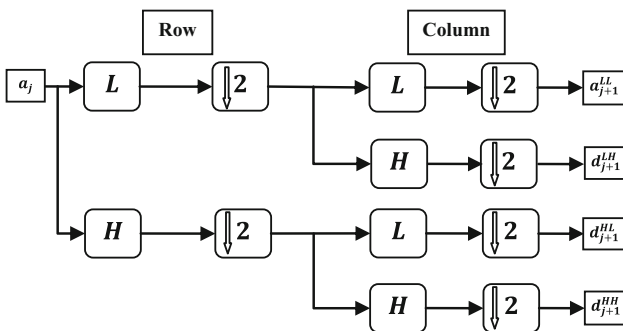 Row Column
a_j L ↓2 L ↓2 a_{j+1}^{LL}
H ↓2 d_{j+1}^{LH}
H ↓2 L ↓2 d_{j+1}^{HL}
H ↓2 d_{j+1}^{HH}